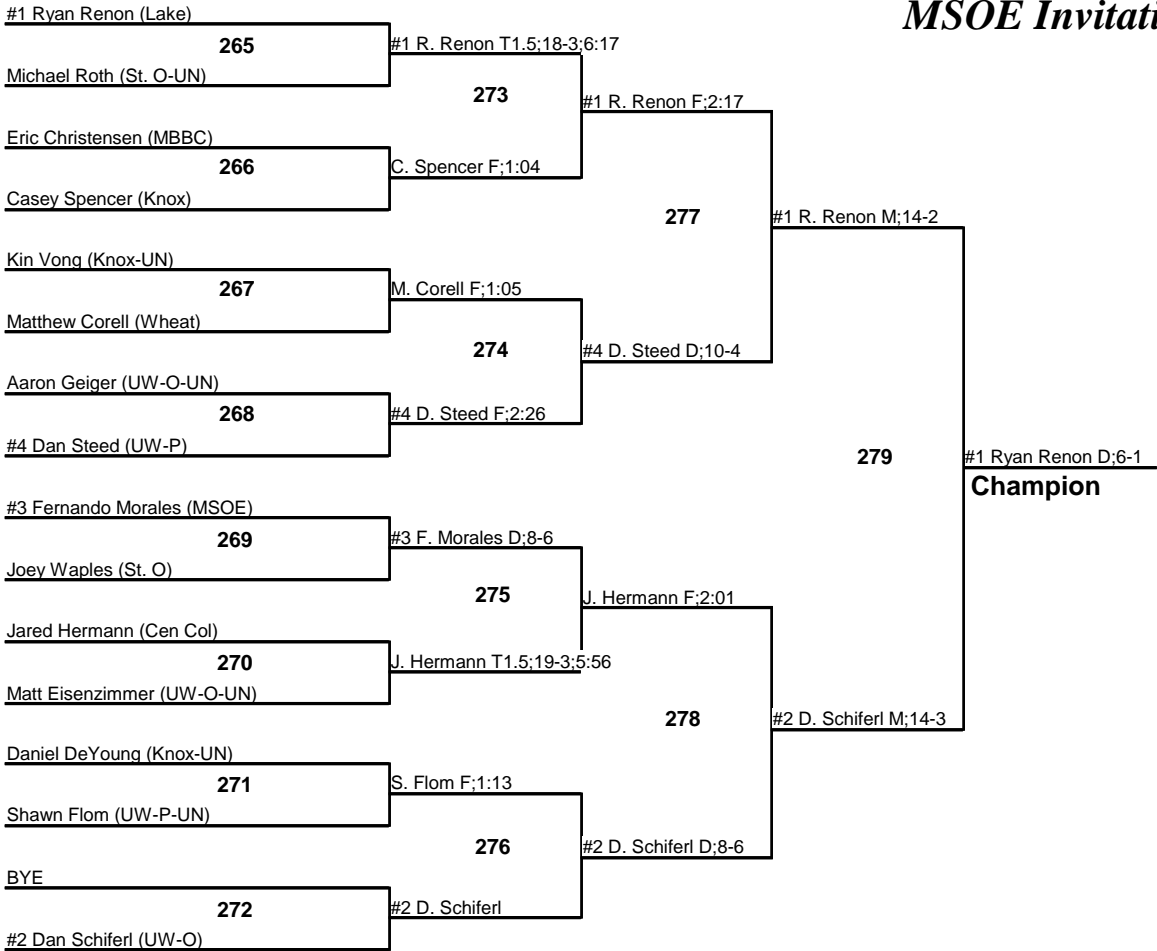 MSOE Invitati
#1 Ryan Renon (Lake)
265
Michael Roth (St. O-UN)
#1 R. Renon T1.5;18-3;6:17
273
#1 R. Renon F;2:17
Eric Christensen (MBBC)
266
Casey Spencer (Knox)
C. Spencer F;1:04
277
#1 R. Renon M;14-2
Kin Vong (Knox-UN)
267
Matthew Corell (Wheat)
M. Corell F;1:05
274
#4 D. Steed D;10-4
Aaron Geiger (UW-O-UN)
268
#4 Dan Steed (UW-P)
#4 D. Steed F;2:26
279
#1 Ryan Renon D;6-1
Champion
#3 Fernando Morales (MSOE)
269
Joey Waples (St. O)
#3 F. Morales D;8-6
275
J. Hermann F;2:01
Jared Hermann (Cen Col)
270
Matt Eisenzimmer (UW-O-UN)
J. Hermann T1.5;19-3;5:56
278
#2 D. Schiferl M;14-3
Daniel DeYoung (Knox-UN)
271
Shawn Flom (UW-P-UN)
S. Flom F;1:13
276
#2 D. Schiferl D;8-6
BYE
272
#2 Dan Schiferl (UW-O)
#2 D. Schiferl